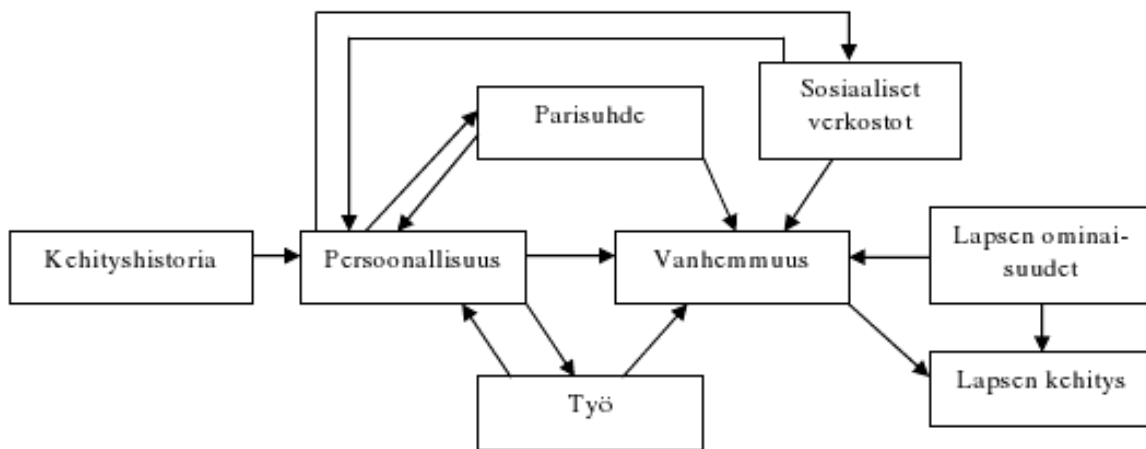 Sosiaaliset
verkostot
Parisuhde
Kehityshistoria
Persoonallisuus
Vanhemmuus
Lapsen ominai-
suudet
Työ
Lapsen kehitys